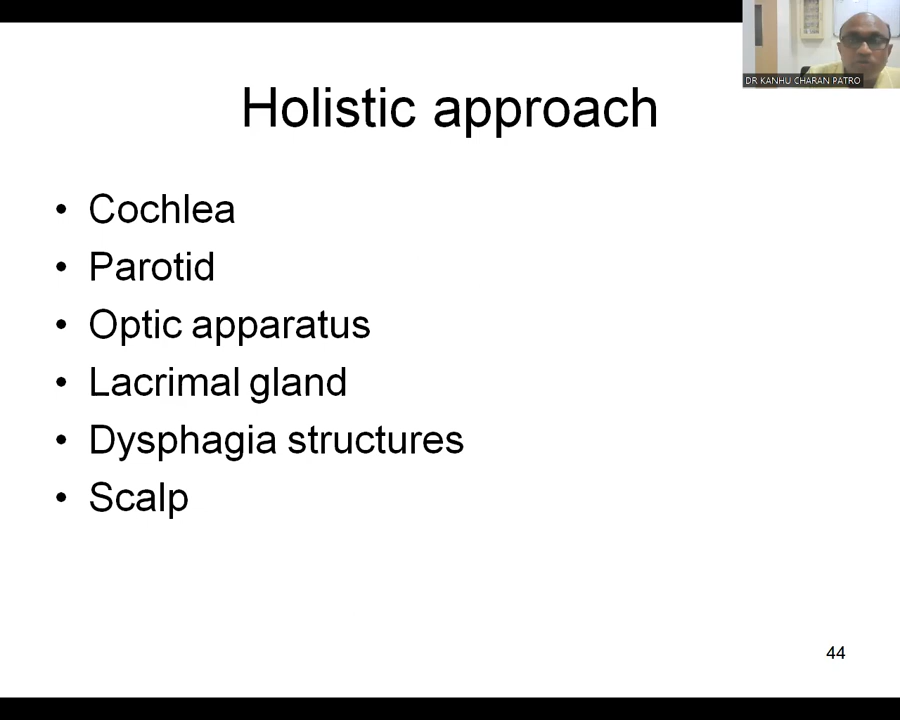 DR KANHU CHARAN PATRO
Holistic approach
• Cochlea
• Parotid
• Optic apparatus
• Lacrimal gland
• Dysphagia structures
• Scalp
44